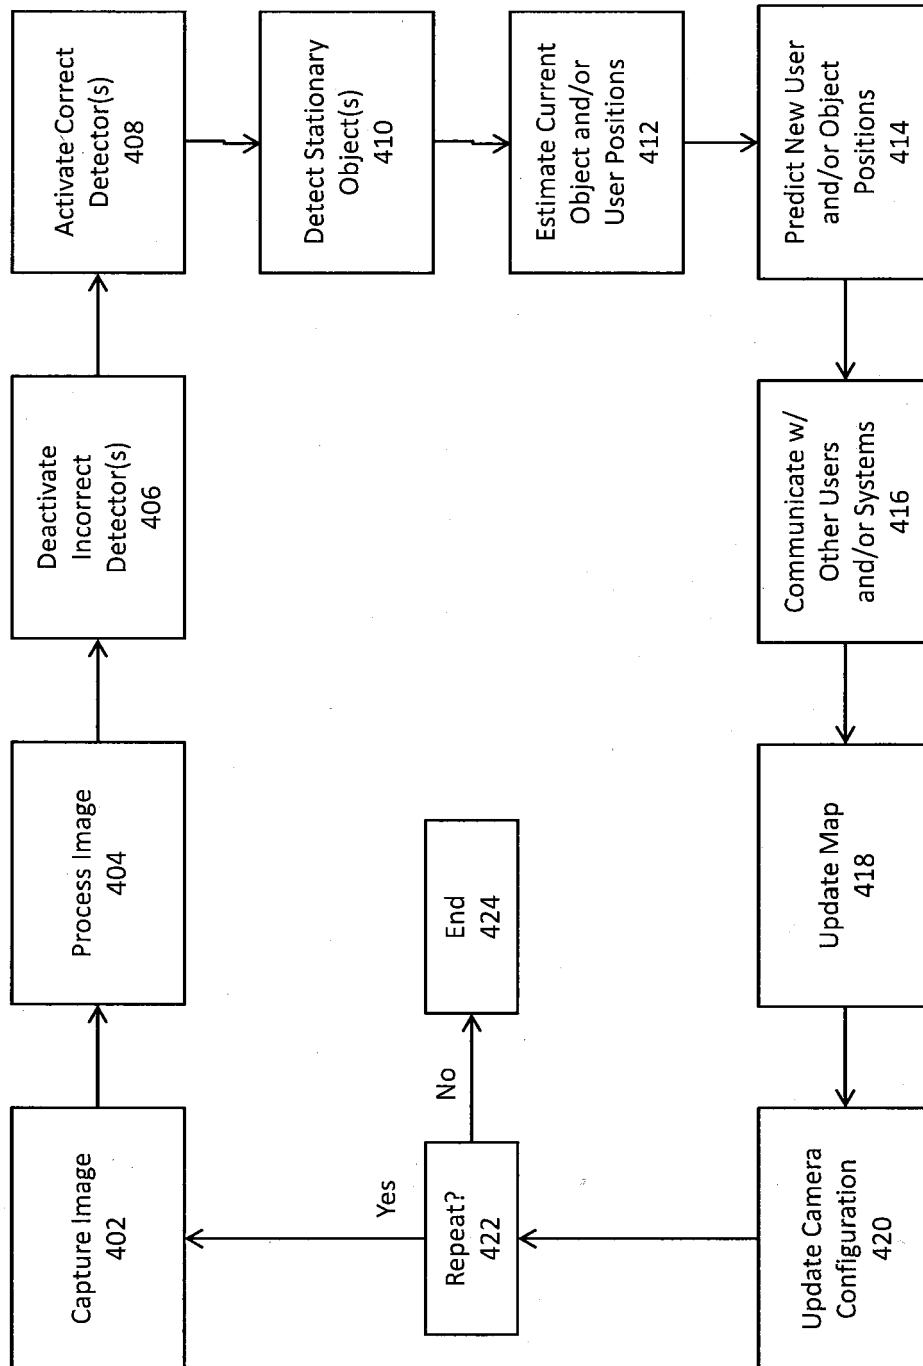 Capture Image
402
Process Image
404
Deactivate
Incorrect
Detector(s)
406
Activate Correct
Detector(s)
408
Detect Stationary
Object(s)
410
Estimate Current
Object and/or
User Positions
412
Predict New User
and/or Object
Positions
414
Communicate w/
Other Users
and/or Systems
416
Update Map
418
Update Camera
Configuration
420
Repeat?
422
Yes
No
End
424